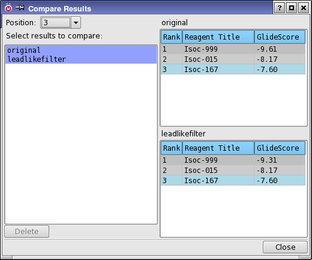 Compare Results
Position: 3
Select results to compare:
original
leadlikefilter
Delete
original
Rank Reagent Title GlideScore
1 Isoc-999 -9.61
2 Isoc-015 -8.17
3 Isoc-167 -7.60
leadlikefilter
Rank Reagent Title GlideScore
1 Isoc-999 -9.31
2 Isoc-015 -8.17
3 Isoc-167 -7.60
Close